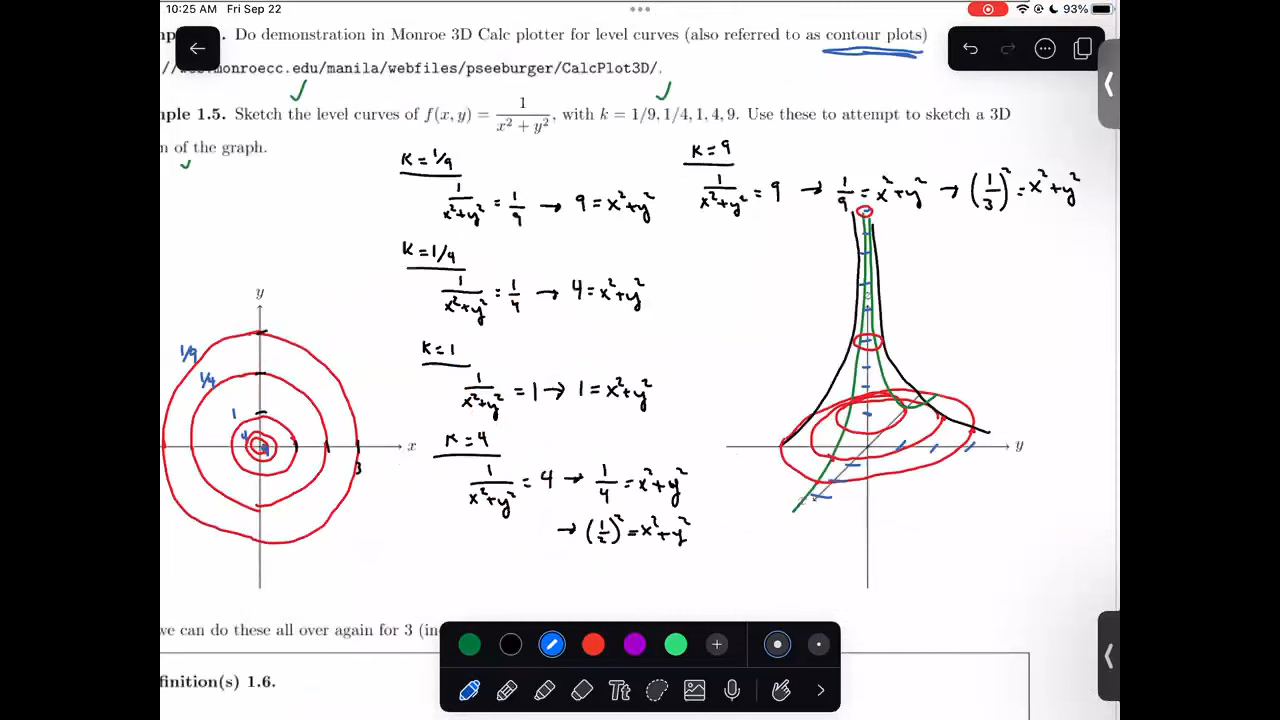 10:25 AM Fri Sep 22
93%
Do demonstration in Monroe 3D Calc plotter for level curves (also referred to as contour plots)
monroecc.edu/manila/webfiles/pseeburger/CalcPlot3D/.
mple 1.5. Sketch the level curves of f(x, y) = 1/(x² + y²), with k = 1/9, 1/4, 1, 4, 9. Use these to attempt to sketch a 3D
n of the graph.
K = 1/9
1/(x²+y²) = 1/9 → 9 = x²+y²
K = 1/4
1/(x²+y²) = 1/4 → 4 = x²+y²
K = 1
1/(x²+y²) = 1 → 1 = x²+y²
K = 4
1/(x²+y²) = 4 → 1/4 = x²+y²
→ (1/2)² = x²+y²
K = 9
1/(x²+y²) = 9 → 1/9 = x²+y² → (1/3)² = x²+y²
y
1/9
1/4
1
4
x
3
y
we can do these all over again for 3 (in
finition(s) 1.6.
Tt